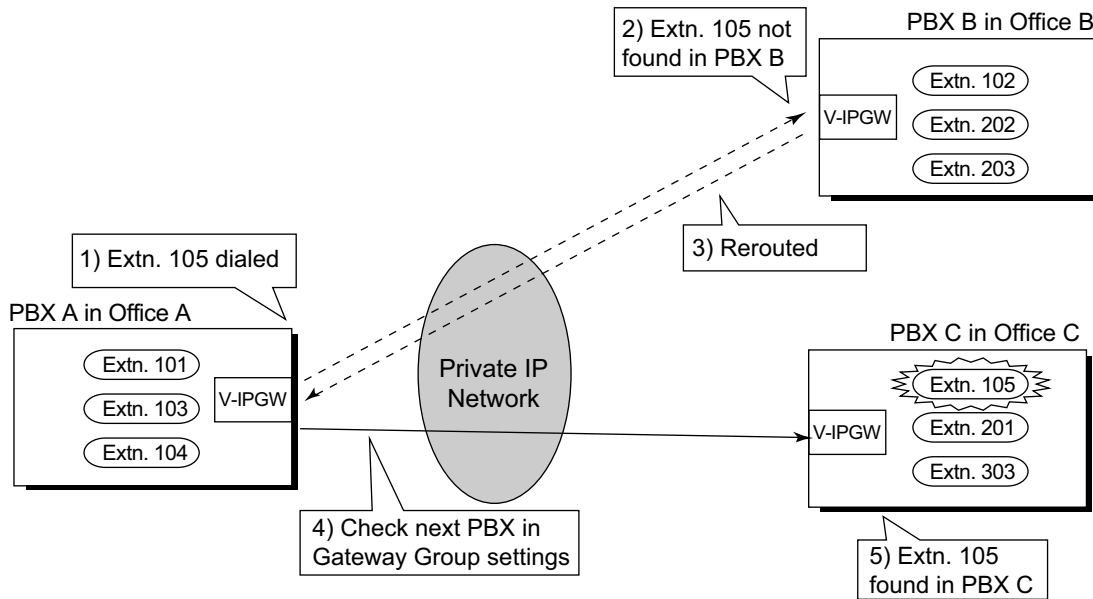 2) Extn. 105 not
found in PBX B
PBX B in Office B
V-IPGW
Extn. 102
Extn. 202
Extn. 203
3) Rerouted
1) Extn. 105 dialed
PBX A in Office A
Extn. 101
Extn. 103
Extn. 104
V-IPGW
Private IP
Network
4) Check next PBX in
Gateway Group settings
PBX C in Office C
V-IPGW
Extn. 105
Extn. 201
Extn. 303
5) Extn. 105
found in PBX C